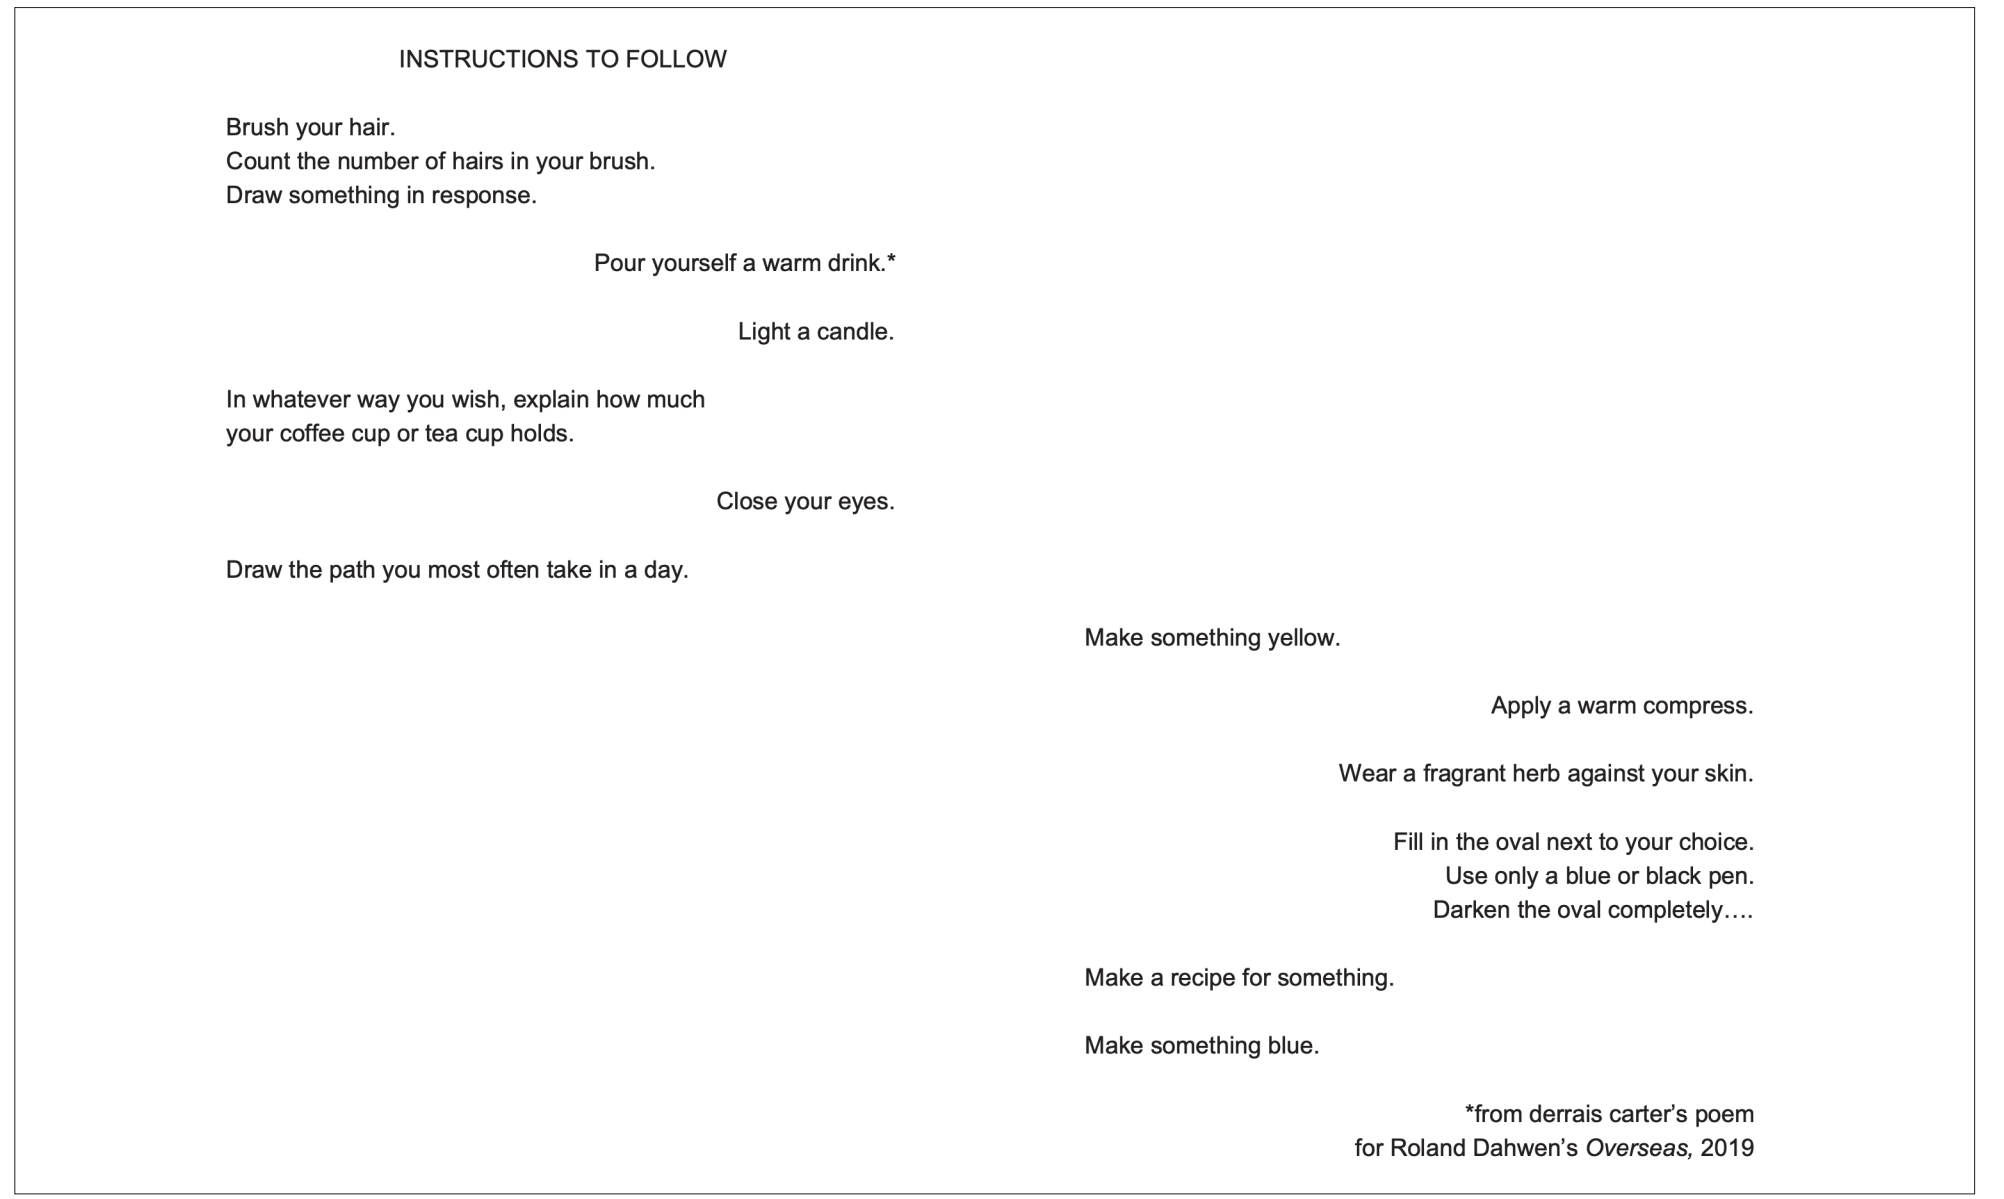 INSTRUCTIONS TO FOLLOW
Brush your hair.
Count the number of hairs in your brush.
Draw something in response.
Pour yourself a warm drink.*
Light a candle.
In whatever way you wish, explain how much
your coffee cup or tea cup holds.
Close your eyes.
Draw the path you most often take in a day.
Make something yellow.
Apply a warm compress.
Wear a fragrant herb against your skin.
Fill in the oval next to your choice.
Use only a blue or black pen.
Darken the oval completely….
Make a recipe for something.
Make something blue.
*from derrais carter’s poem
for Roland Dahwen’s Overseas, 2019